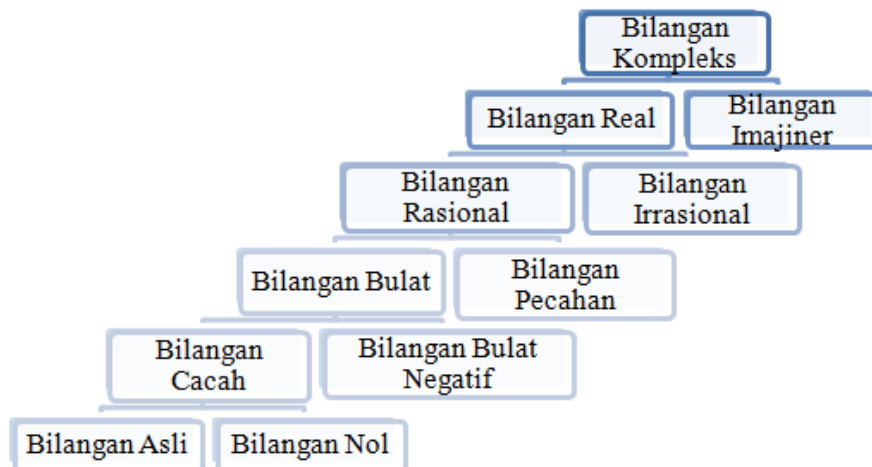 Bilangan
Kompleks
Bilangan Real
Bilangan
Imajiner
Bilangan
Rasional
Bilangan
Irrasional
Bilangan Bulat
Bilangan
Pecahan
Bilangan
Cacah
Bilangan Bulat
Negatif
Bilangan Asli
Bilangan Nol